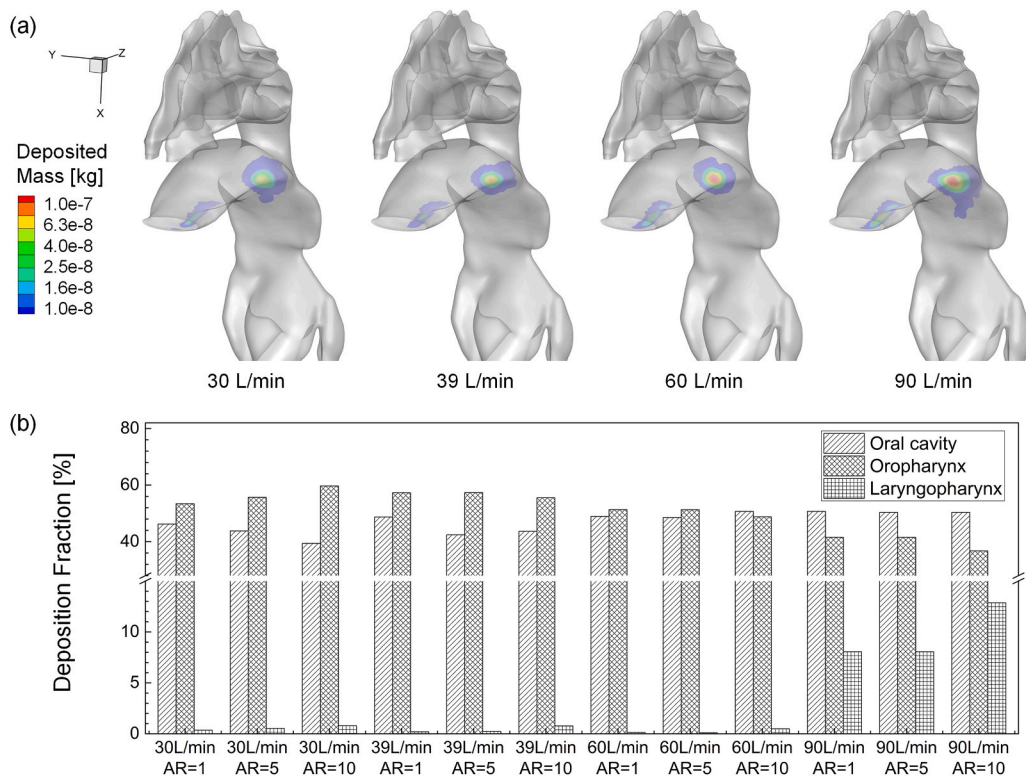 (a)
Y
Z
X
Deposited
Mass [kg]
1.0e-7
6.3e-8
4.0e-8
2.5e-8
1.6e-8
1.0e-8
30 L/min
39 L/min
60 L/min
90 L/min
(b)
Deposition Fraction [%]
80
60
40
10
5
0
Oral cavity
Oropharynx
Laryngopharynx
30L/min 30L/min 30L/min 39L/min 39L/min 39L/min 60L/min 60L/min 60L/min 90L/min 90L/min 90L/min
AR=1 AR=5 AR=10 AR=1 AR=5 AR=10 AR=1 AR=5 AR=10 AR=1 AR=5 AR=10